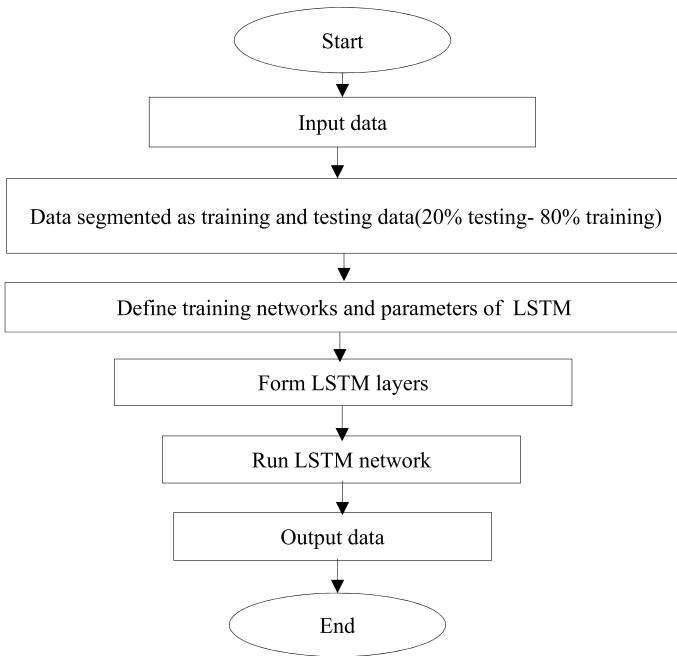 Start
Input data
Data segmented as training and testing data(20% testing- 80% training)
Define training networks and parameters of  LSTM
Form LSTM layers
Run LSTM network
Output data
End